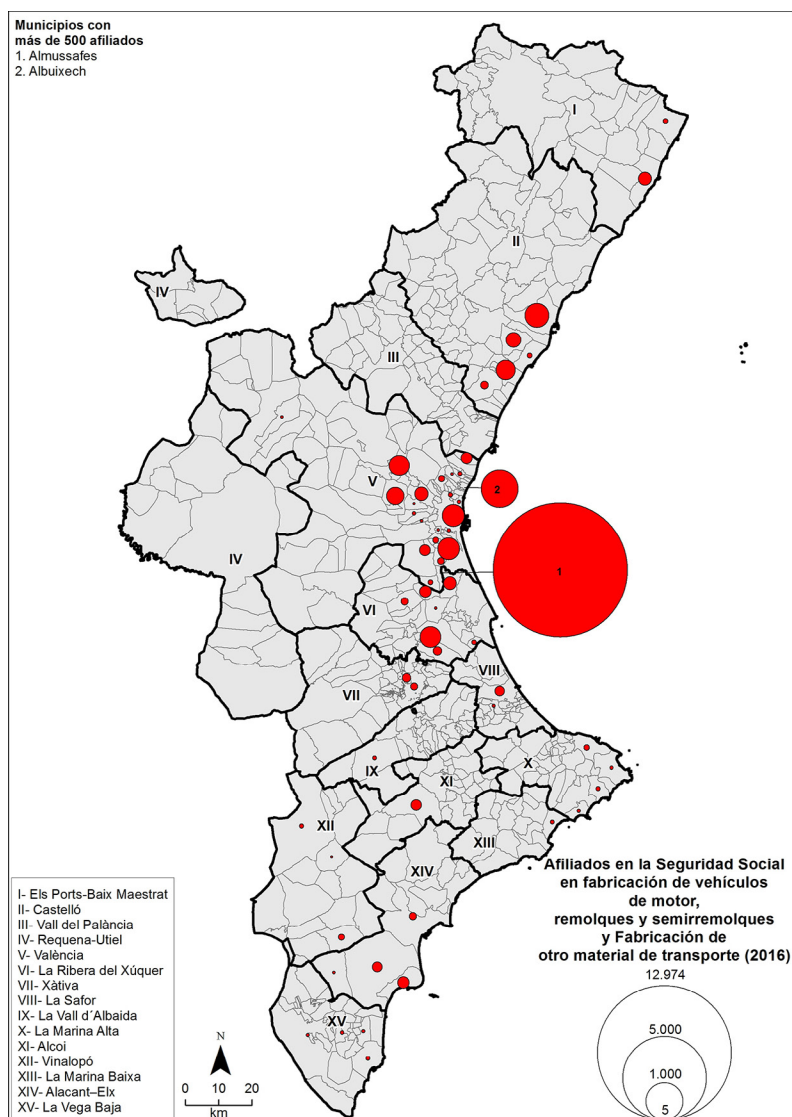 Municipios con
más de 500 afiliados
1. Almussafes
2. Albuixech
I
II
IV
III
V
2
1
IV
VI
VIII
VII
X
IX
XI
XII
XIII
XIV
XV
Afiliados en la Seguridad Social
en fabricación de vehículos
de motor,
remolques y semirremolques
y Fabricación de
otro material de transporte (2016)
12.974
5.000
1.000
5
I- Els Ports-Baix Maestrat
II- Castelló
III- Vall del Palància
IV- Requena-Utiel
V- València
VI- La Ribera del Xúquer
VII- Xàtiva
VIII- La Safor
IX- La Vall d´Albaida
X- La Marina Alta
XI- Alcoi
XII- Vinalopó
XIII- La Marina Baixa
XIV- Alacant–Elx
XV- La Vega Baja
N
0 10 20
km